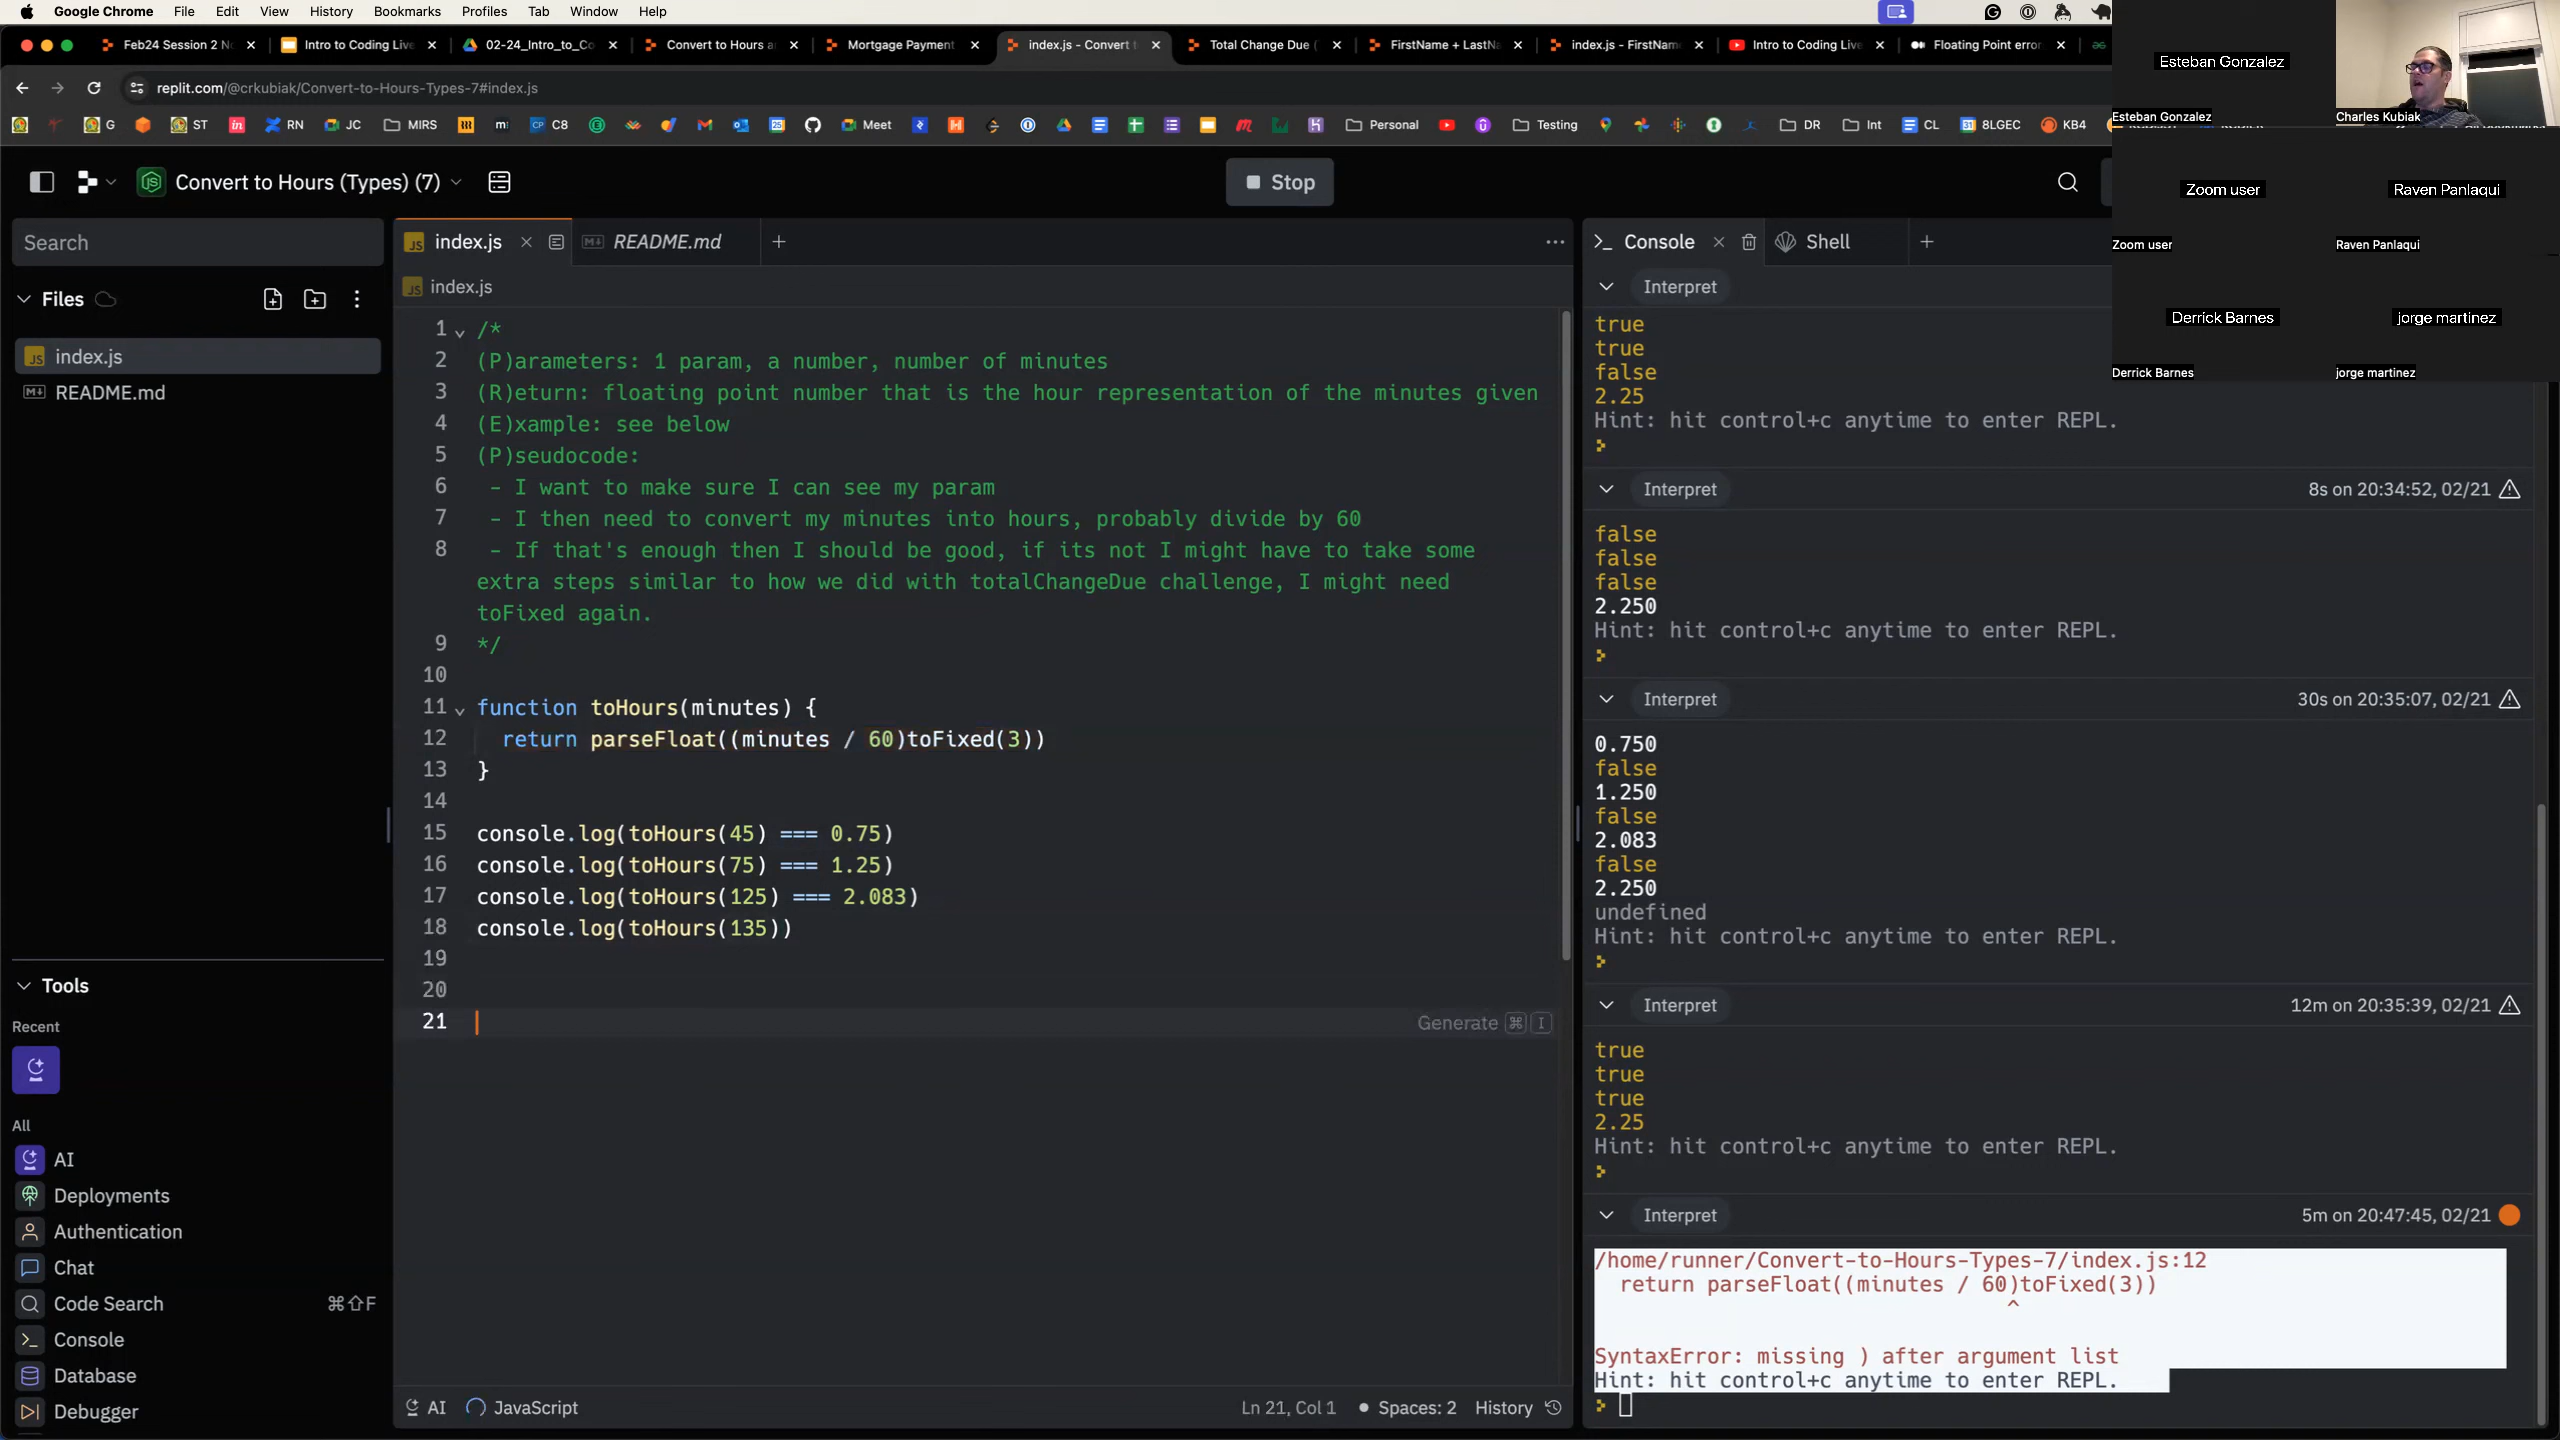 Google Chrome File Edit View History Bookmarks Profiles Tab Window Help
Feb24 Session 2 N
Intro to Coding Live
02-24_Intro_to_Co
Convert to Hours a
Mortgage Payment
index.js - Convert t
Total Change Due (
FirstName + LastNa
index.js - FirstNam
Intro to Coding Live
Floating Point error
replit.com/@crkubiak/Convert-to-Hours-Types-7#index.js
G ST RN JC MIRS C8 Meet Personal Testing DR Int CL 8LGEC KB4
Esteban Gonzalez
Esteban Gonzalez
Charles Kubiak
Zoom user
Raven Panlaqui
Zoom user
Raven Panlaqui
Derrick Barnes
jorge martinez
Derrick Barnes
jorge martinez
Convert to Hours (Types) (7)
Stop
Search
Files
index.js
README.md
Tools
Recent
All
AI
Deployments
Authentication
Chat
Code Search ⌘⇧F
Console
Database
Debugger
index.js
README.md
index.js
1 /*
2 (P)arameters: 1 param, a number, number of minutes
3 (R)eturn: floating point number that is the hour representation of the minutes given
4 (E)xample: see below
5 (P)seudocode:
6 - I want to make sure I can see my param
7 - I then need to convert my minutes into hours, probably divide by 60
8 - If that's enough then I should be good, if its not I might have to take some
extra steps similar to how we did with totalChangeDue challenge, I might need
toFixed again.
9 */
10
11 function toHours(minutes) {
12 return parseFloat((minutes / 60)toFixed(3))
13 }
14
15 console.log(toHours(45) === 0.75)
16 console.log(toHours(75) === 1.25)
17 console.log(toHours(125) === 2.083)
18 console.log(toHours(135))
19
20
21
Generate ⌘ I
AI JavaScript Ln 21, Col 1 Spaces: 2 History
Console Shell
Interpret
true
true
false
2.25
Hint: hit control+c anytime to enter REPL.
Interpret 8s on 20:34:52, 02/21
false
false
false
2.250
Hint: hit control+c anytime to enter REPL.
Interpret 30s on 20:35:07, 02/21
0.750
false
1.250
false
2.083
false
2.250
undefined
Hint: hit control+c anytime to enter REPL.
Interpret 12m on 20:35:39, 02/21
true
true
true
2.25
Hint: hit control+c anytime to enter REPL.
Interpret 5m on 20:47:45, 02/21
/home/runner/Convert-to-Hours-Types-7/index.js:12
return parseFloat((minutes / 60)toFixed(3))
^
SyntaxError: missing ) after argument list
Hint: hit control+c anytime to enter REPL.